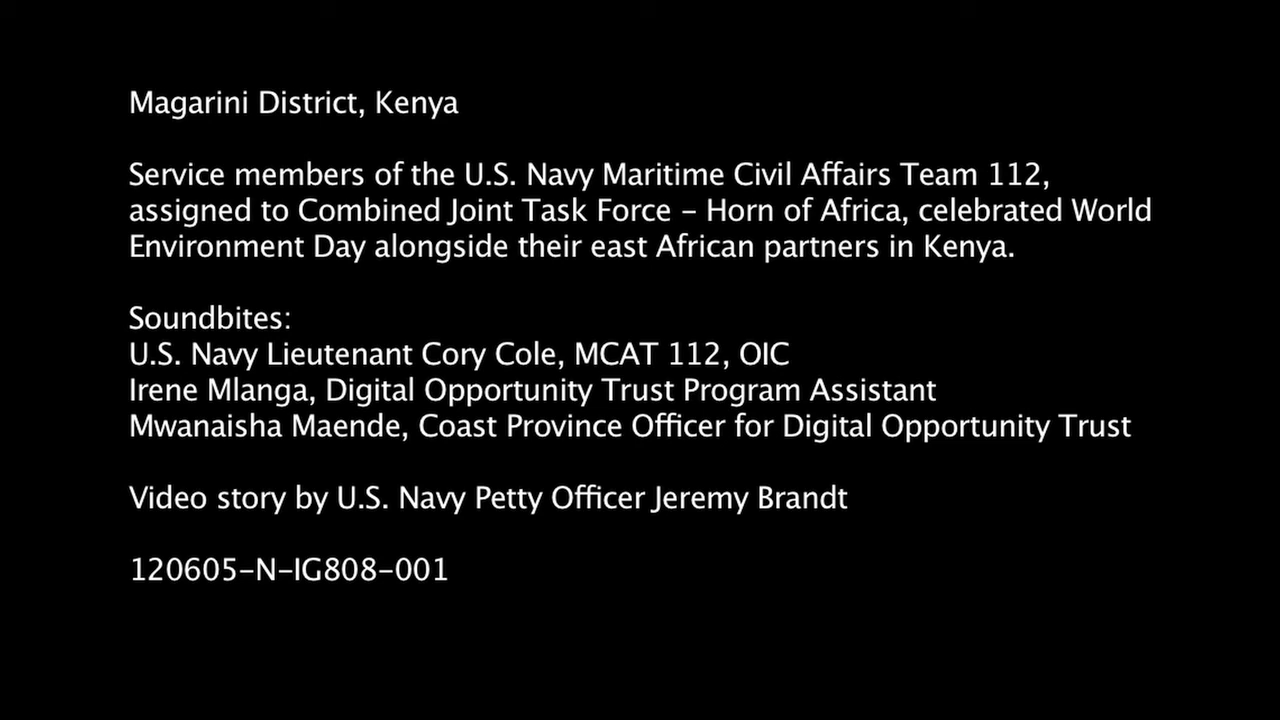 Magarini District, Kenya
Service members of the U.S. Navy Maritime Civil Affairs Team 112,
assigned to Combined Joint Task Force – Horn of Africa, celebrated World
Environment Day alongside their east African partners in Kenya.
Soundbites:
U.S. Navy Lieutenant Cory Cole, MCAT 112, OIC
Irene Mlanga, Digital Opportunity Trust Program Assistant
Mwanaisha Maende, Coast Province Officer for Digital Opportunity Trust
Video story by U.S. Navy Petty Officer Jeremy Brandt
120605–N–IG808–001